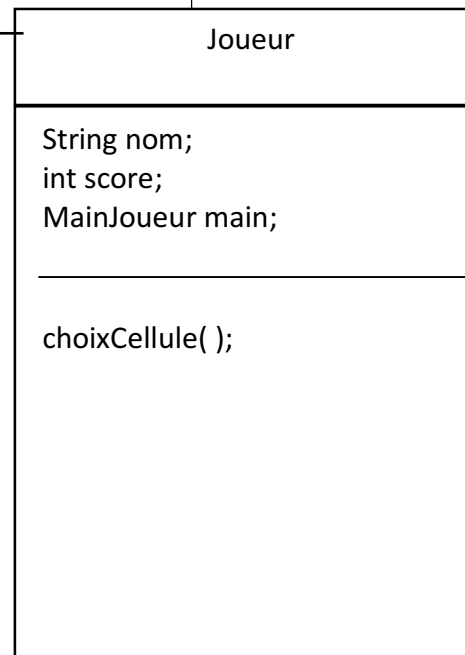 Joueur
String nom;
int score;
MainJoueur main;
choixCellule( );